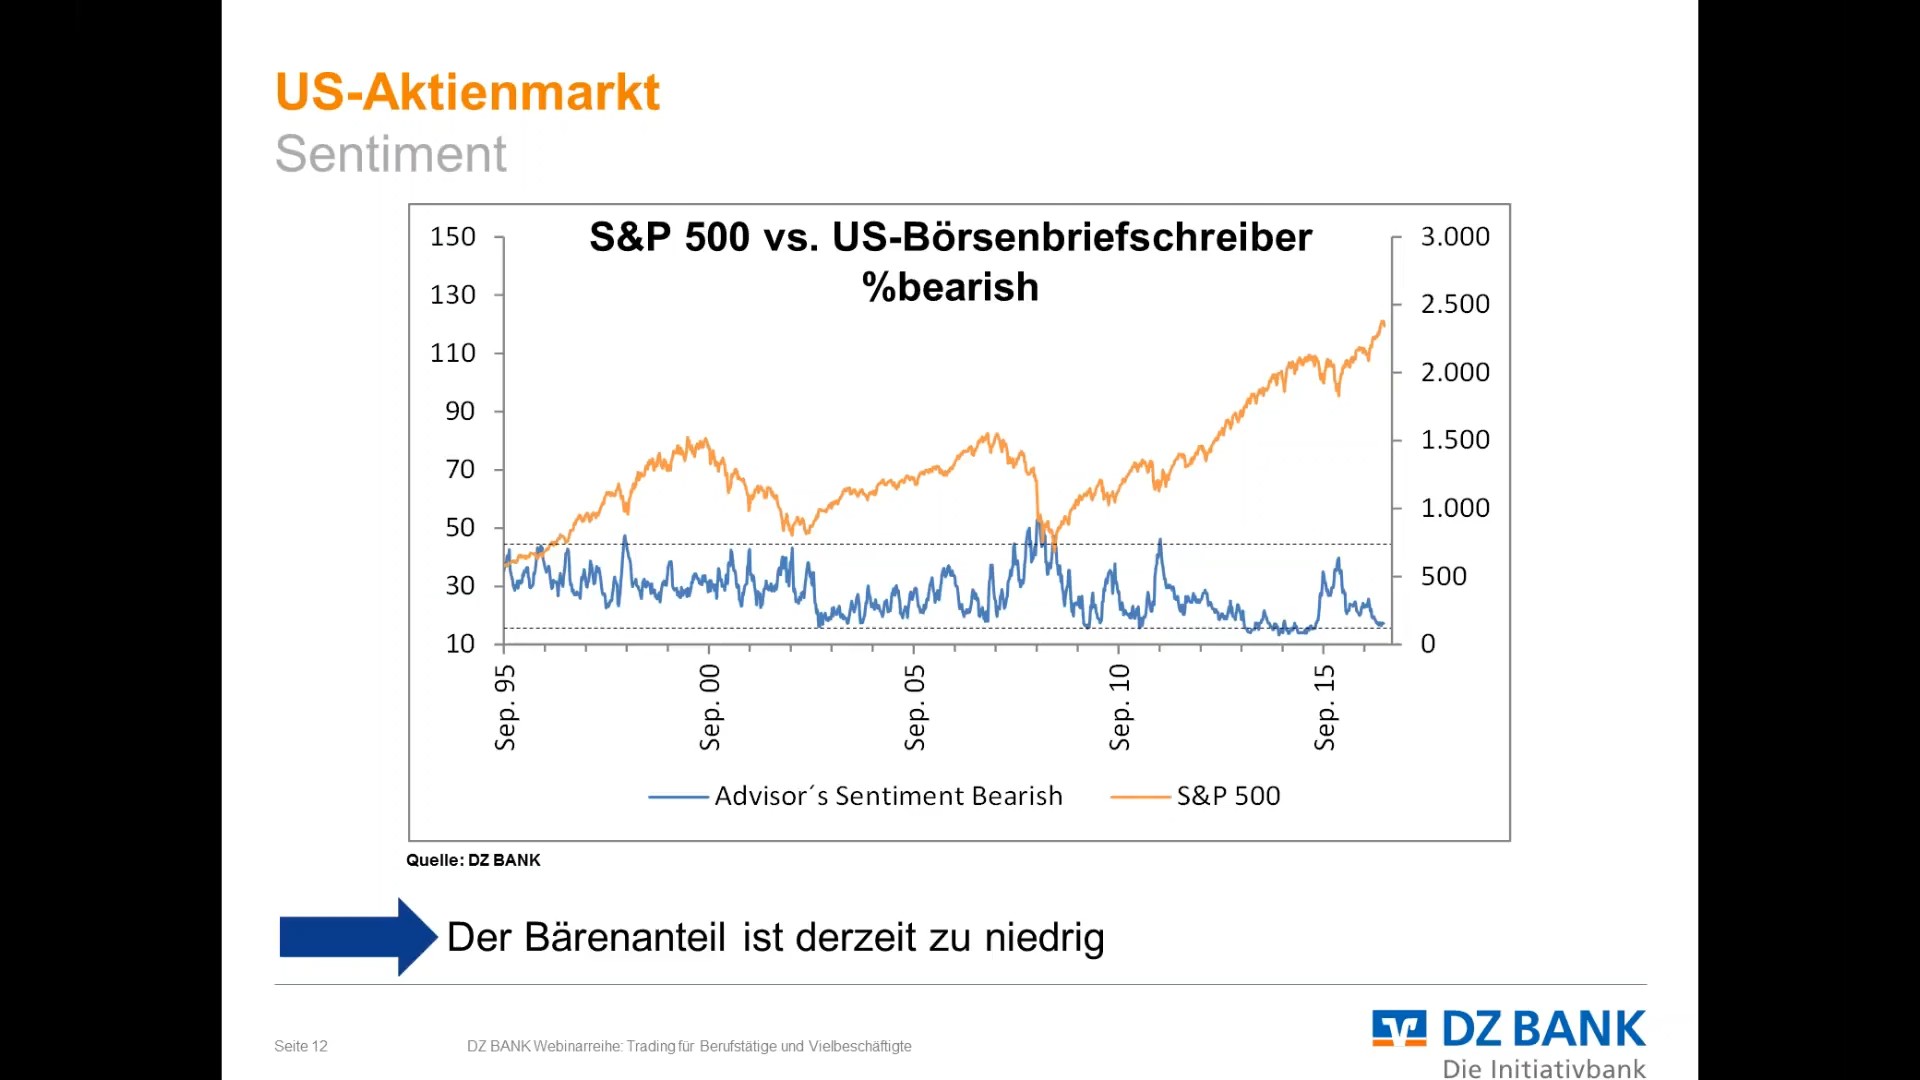 US-Aktienmarkt
Sentiment
S&P 500 vs. US-Börsenbriefschreiber
%bearish
150
130
110
90
70
50
30
10
3.000
2.500
2.000
1.500
1.000
500
0
Sep. 95
Sep. 00
Sep. 05
Sep. 10
Sep. 15
Advisor´s Sentiment Bearish
S&P 500
Quelle: DZ BANK
Der Bärenanteil ist derzeit zu niedrig
Seite 12
DZ BANK Webinarreihe: Trading für Berufstätige und Vielbeschäftigte
DZ BANK
Die Initiativbank